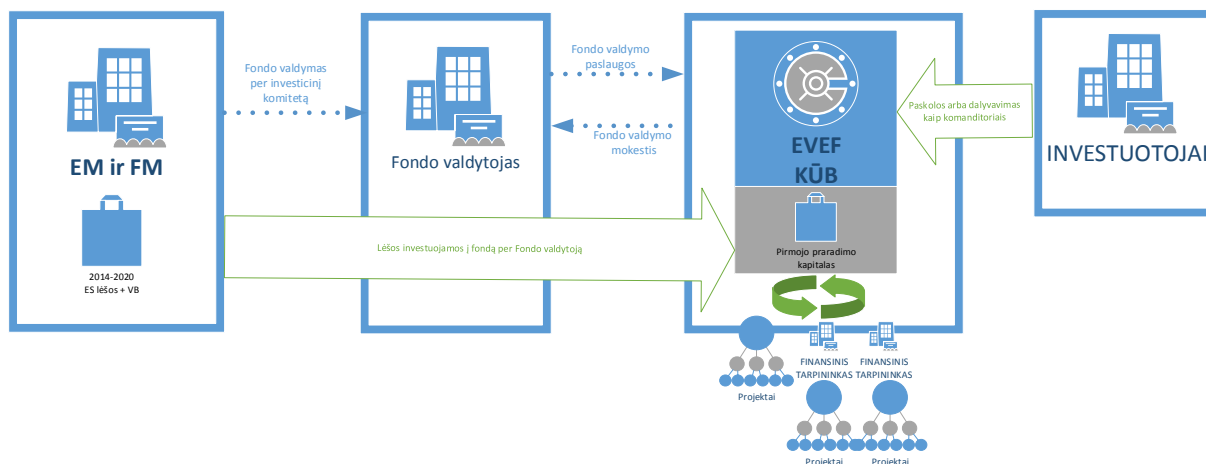 EM ir FM
2014-2020
ES lėšos + VB
Fondo valdymas
per investicinį
komitetą
Fondo valdytojas
Fondo valdymo
paslaugos
Fondo valdymo
mokestis
Lėšos investuojamos į fondą per Fondo valdytoją
EVEF
KŪB
Pirmojo praradimo
kapitalas
Paskolos arba dalyvavimas
kaip komanditoriais
INVESTUOTOJAI
Projektai
FINANSINIS
TARPININKAS
Projektai
FINANSINIS
TARPININKAS
Projektai